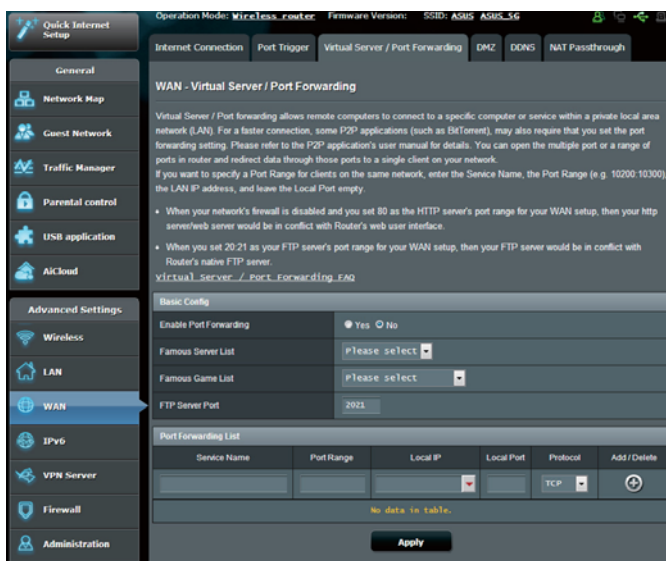 Quick Internet
Setup
General
Network Map
Guest Network
Traffic Manager
Parental control
USB application
AiCloud
Advanced Settings
Wireless
LAN
WAN
IPv6
VPN Server
Firewall
Administration
Operation Mode: Wireless router Firmware Version: SSID: ASUS ASUS_5G
Internet Connection Port Trigger Virtual Server / Port Forwarding DMZ DDNS NAT Passthrough
WAN - Virtual Server / Port Forwarding
Virtual Server / Port forwarding allows remote computers to connect to a specific computer or service within a private local area
network (LAN). For a faster connection, some P2P applications (such as BitTorrent), may also require that you set the port
forwarding setting. Please refer to the P2P application's user manual for details. You can open the multiple port or a range of
ports in router and redirect data through those ports to a single client on your network.
If you want to specify a Port Range for clients on the same network, enter the Service Name, the Port Range (e.g. 10200:10300),
the LAN IP address, and leave the Local Port empty.
• When your network's firewall is disabled and you set 80 as the HTTP server's port range for your WAN setup, then your http
server/web server would be in conflict with Router's web user interface.
• When you set 20:21 as your FTP server's port range for your WAN setup, then your FTP server would be in conflict with
Router's native FTP server.
Virtual Server / Port Forwarding FAQ
Basic Config
Enable Port Forwarding Yes No
Famous Server List Please select
Famous Game List Please select
FTP Server Port 2021
Port Forwarding List
Service Name Port Range Local IP Local Port Protocol Add / Delete
TCP
No data in table.
Apply